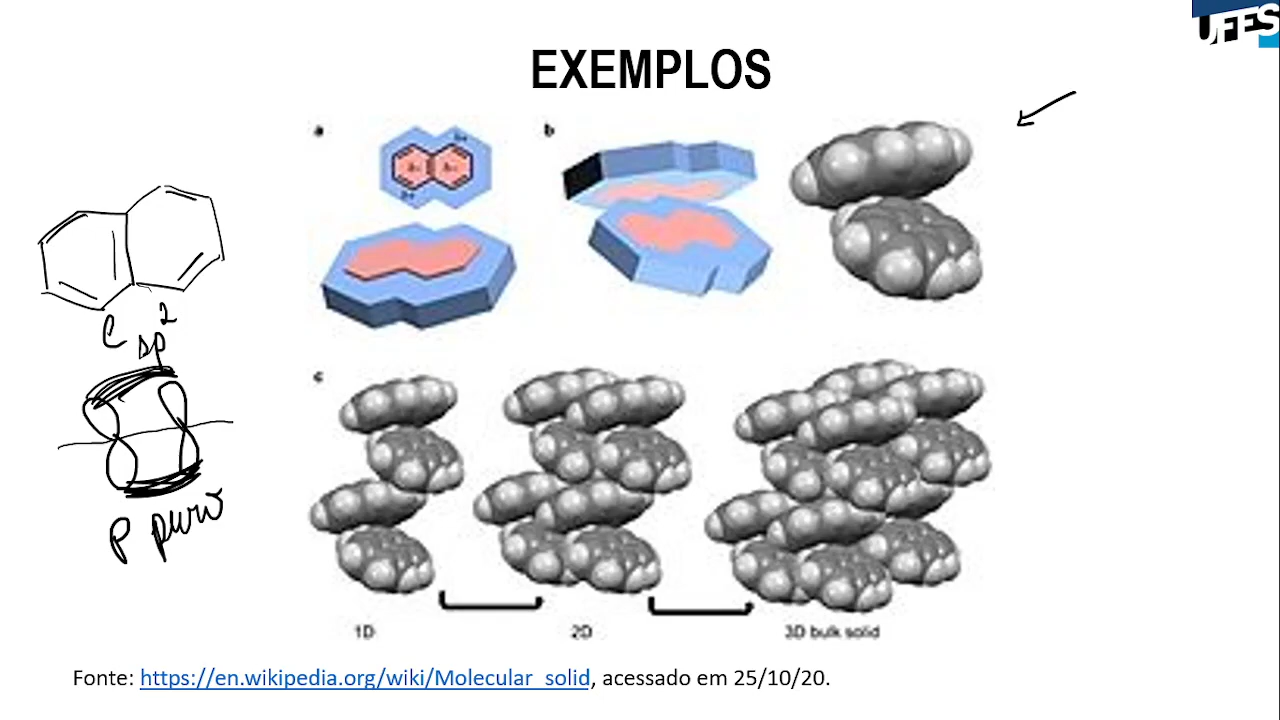 UFES
EXEMPLOS
a
b
C
sp2
p puro
c
1D
2D
3D bulk solid
Fonte: https://en.wikipedia.org/wiki/Molecular_solid, acessado em 25/10/20.